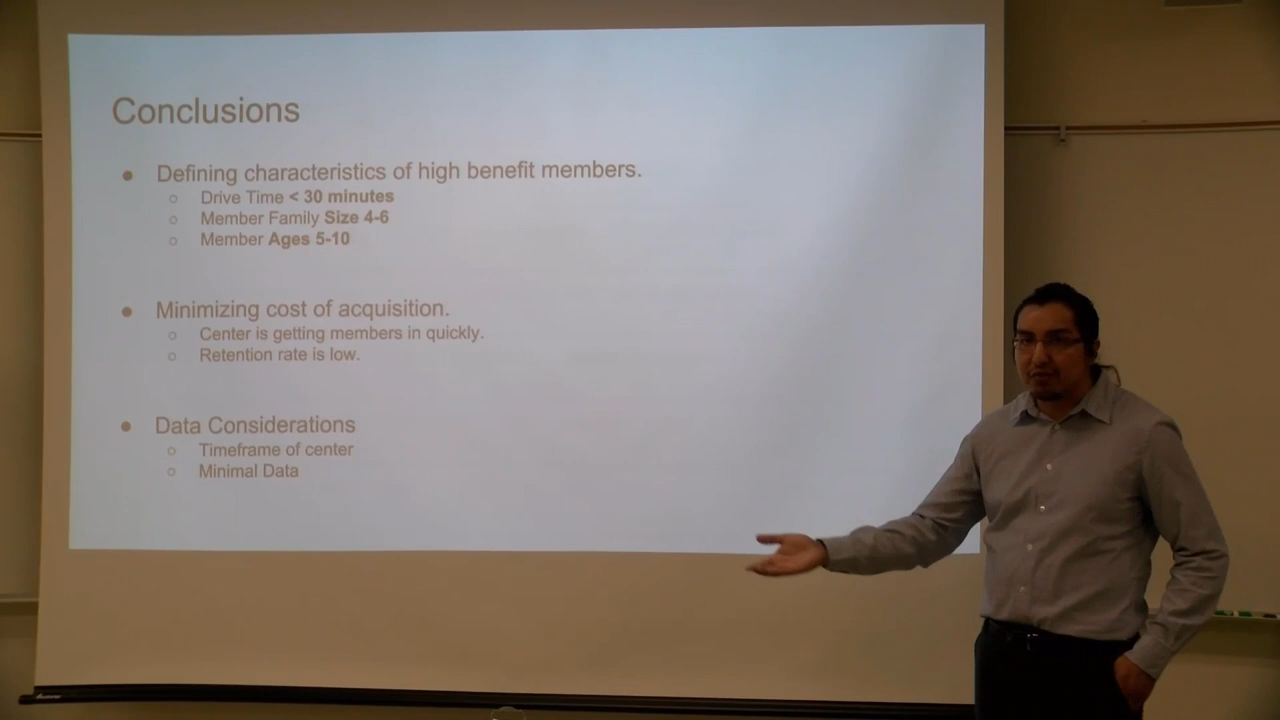 Conclusions
● Defining characteristics of high benefit members.
○ Drive Time < 30 minutes
○ Member Family Size 4-6
○ Member Ages 5-10
● Minimizing cost of acquisition.
○ Center is getting members in quickly.
○ Retention rate is low.
● Data Considerations
○ Timeframe of center
○ Minimal Data